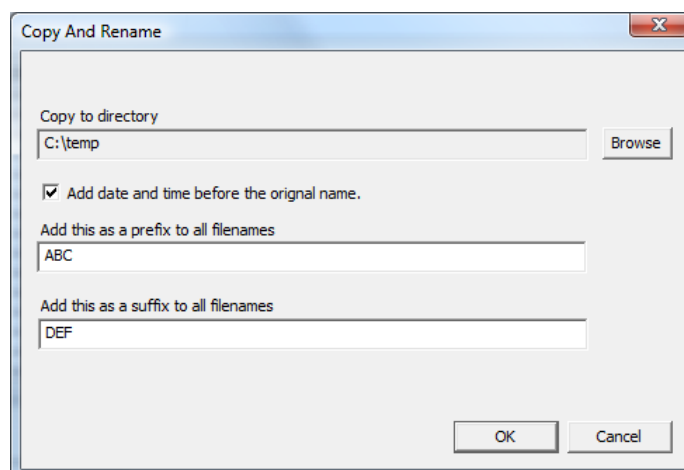 Copy And Rename
X
Copy to directory
C:\temp
Browse
Add date and time before the orignal name.
Add this as a prefix to all filenames
ABC
Add this as a suffix to all filenames
DEF
OK
Cancel